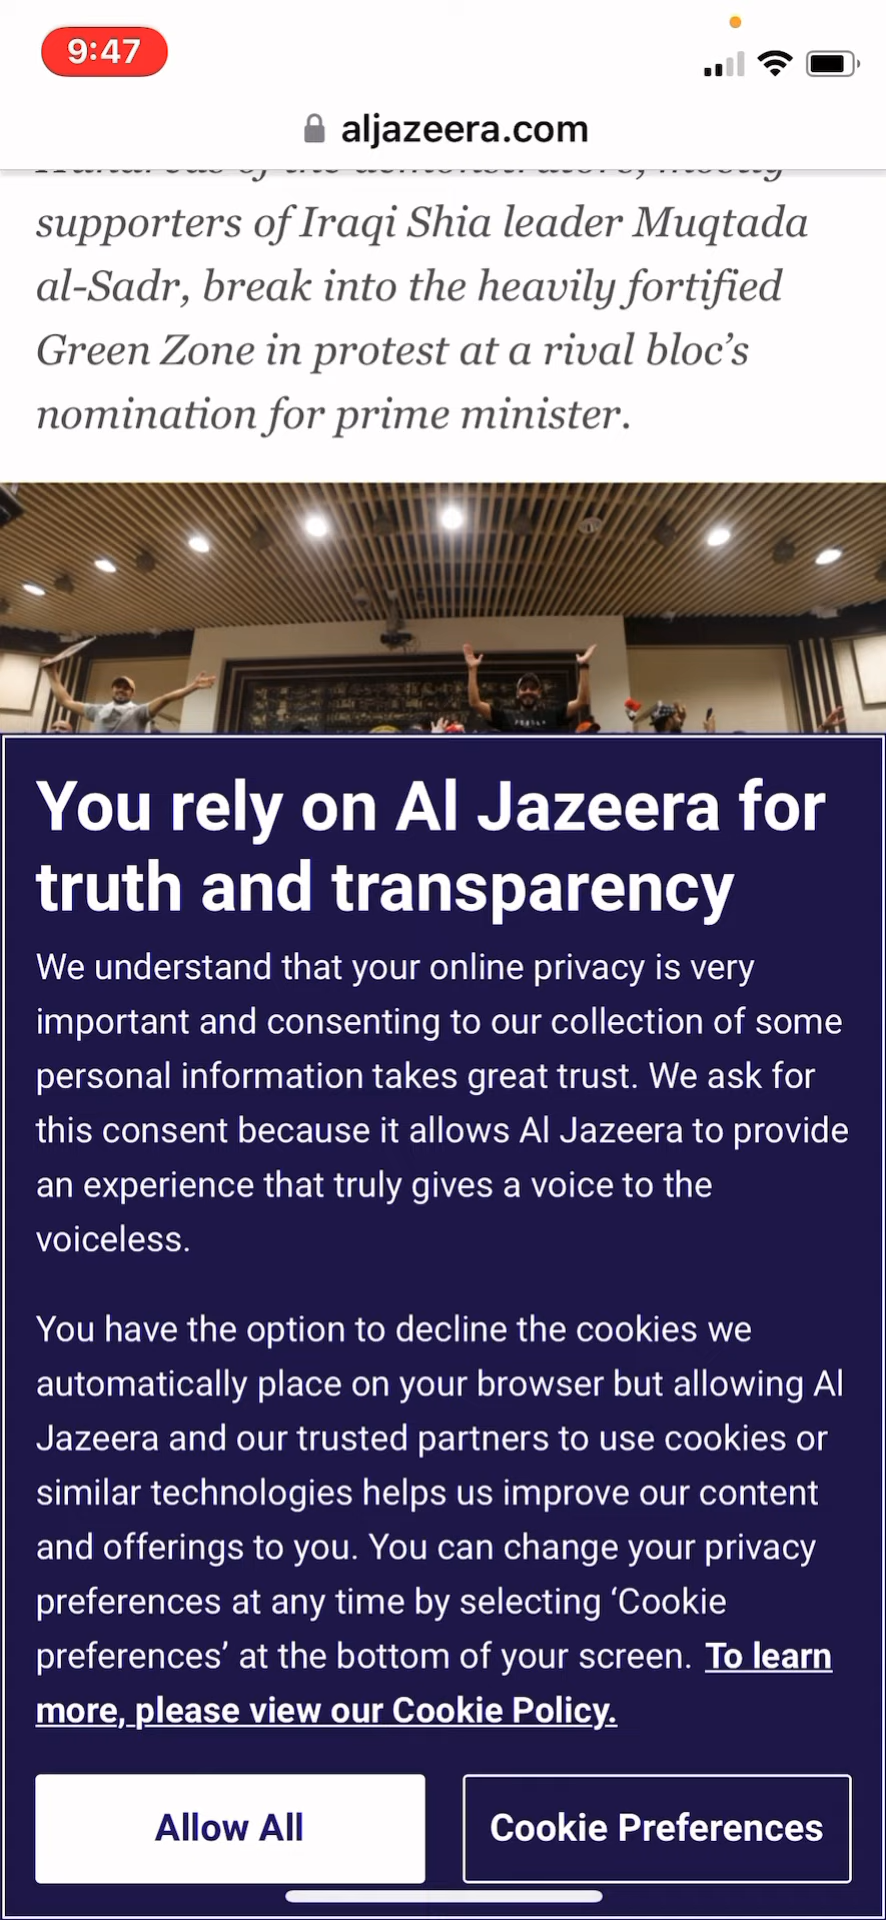 9:47
aljazeera.com
Hundreds of the demonstrators, mostly
supporters of Iraqi Shia leader Muqtada
al-Sadr, break into the heavily fortified
Green Zone in protest at a rival bloc’s
nomination for prime minister.
You rely on Al Jazeera for
truth and transparency
We understand that your online privacy is very
important and consenting to our collection of some
personal information takes great trust. We ask for
this consent because it allows Al Jazeera to provide
an experience that truly gives a voice to the
voiceless.
You have the option to decline the cookies we
automatically place on your browser but allowing Al
Jazeera and our trusted partners to use cookies or
similar technologies helps us improve our content
and offerings to you. You can change your privacy
preferences at any time by selecting ‘Cookie
preferences’ at the bottom of your screen. To learn
more, please view our Cookie Policy.
Allow All
Cookie Preferences